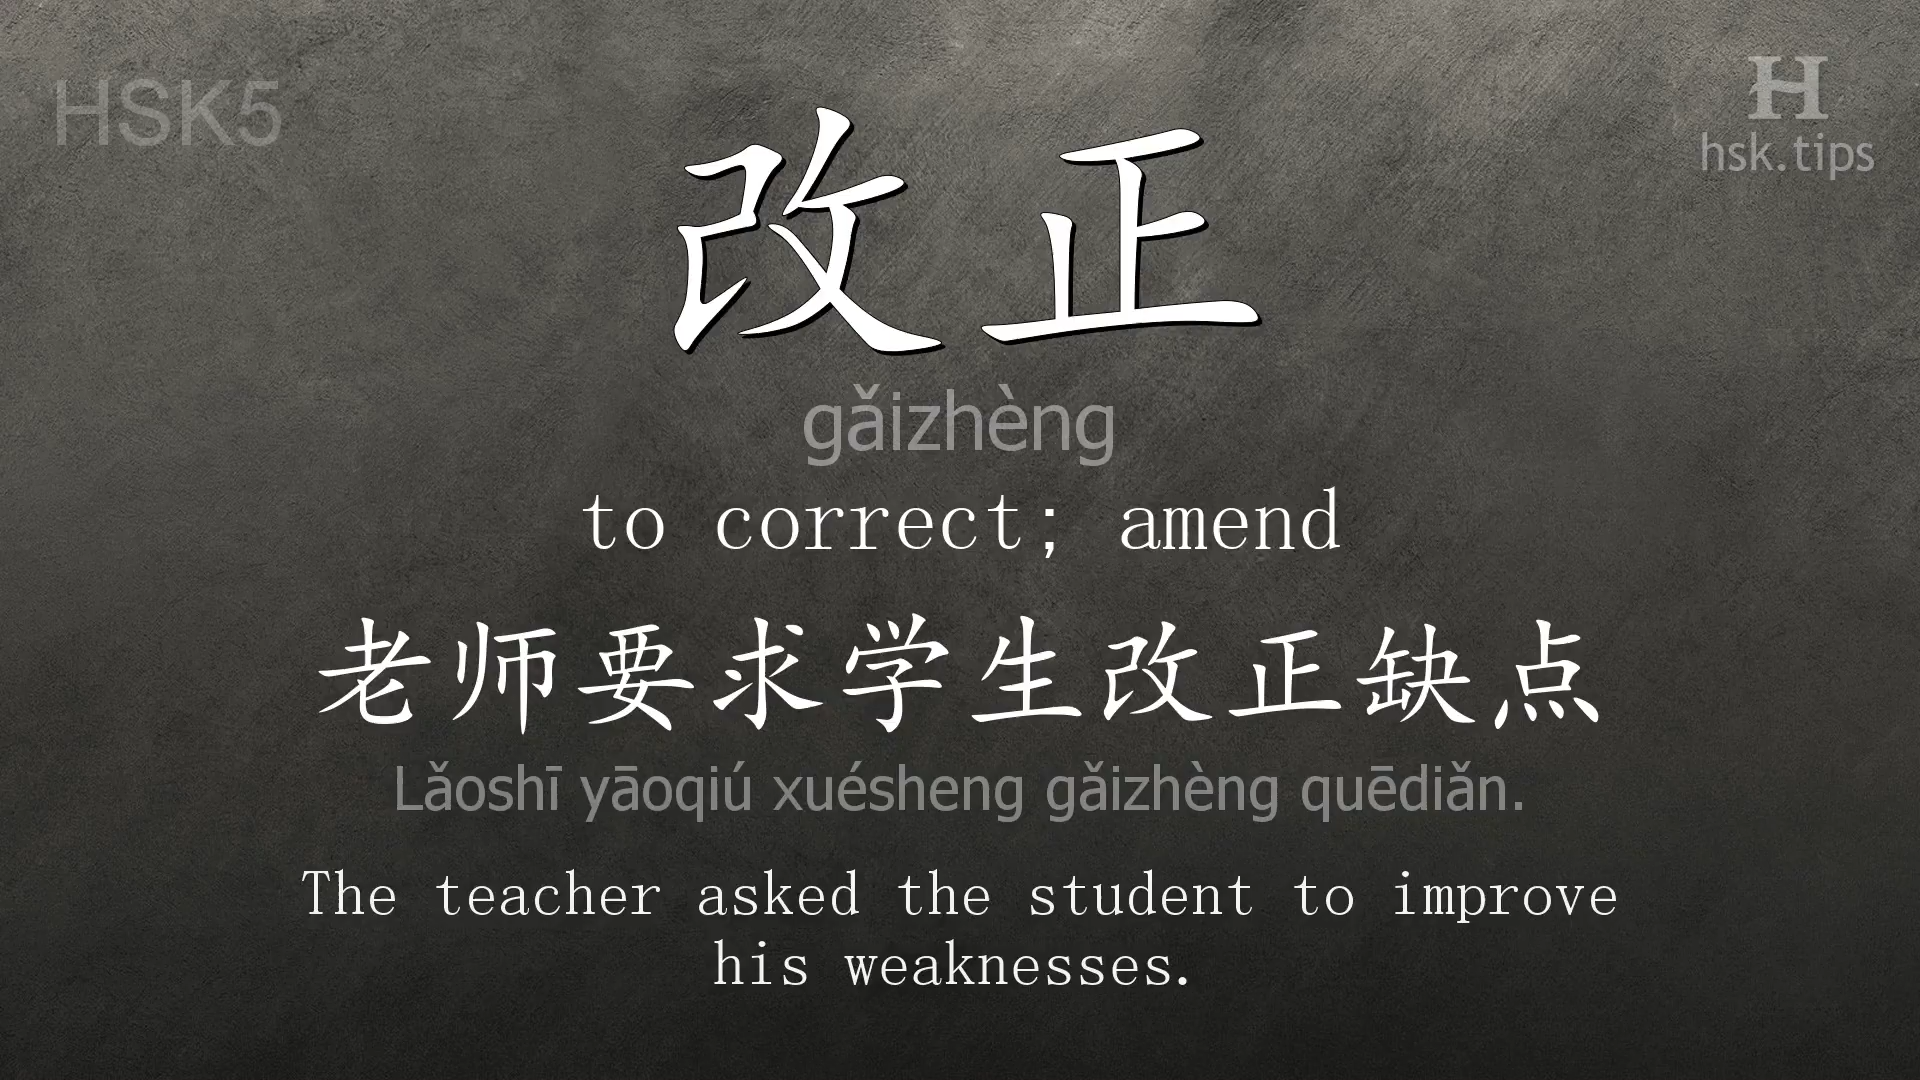 HSK5
H
hsk.tips
改正
gǎizhèng
to correct; amend
老师要求学生改正缺点
Lǎoshī yāoqiú xuésheng gǎizhèng quēdiǎn.
The teacher asked the student to improve
his weaknesses.